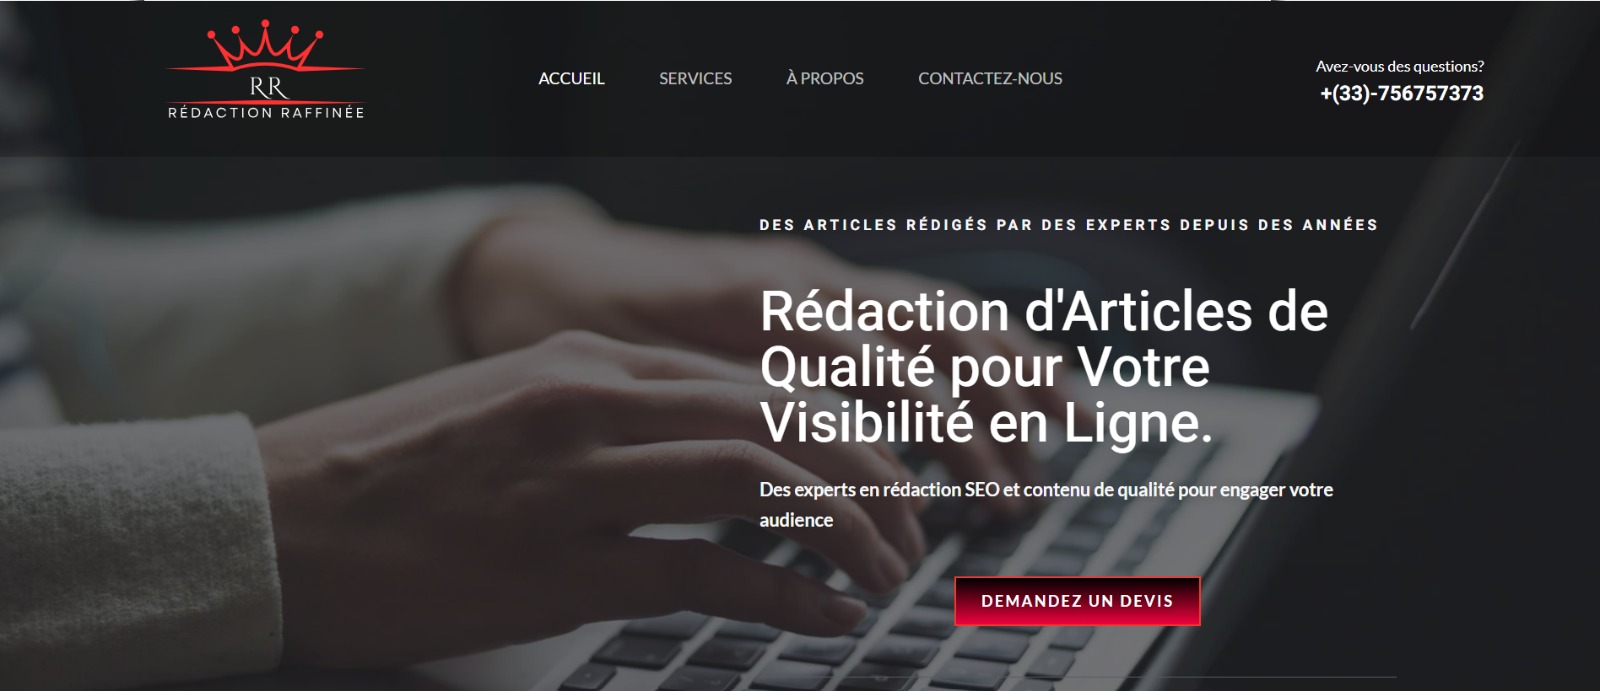 RR
RÉDACTION RAFFINÉE
ACCUEIL SERVICES À PROPOS CONTACTEZ-NOUS
Avez-vous des questions?
+(33)-756757373
DES ARTICLES RÉDIGÉS PAR DES EXPERTS DEPUIS DES ANNÉES
Rédaction d'Articles de
Qualité pour Votre
Visibilité en Ligne.
Des experts en rédaction SEO et contenu de qualité pour engager votre
audience
DEMANDEZ UN DEVIS